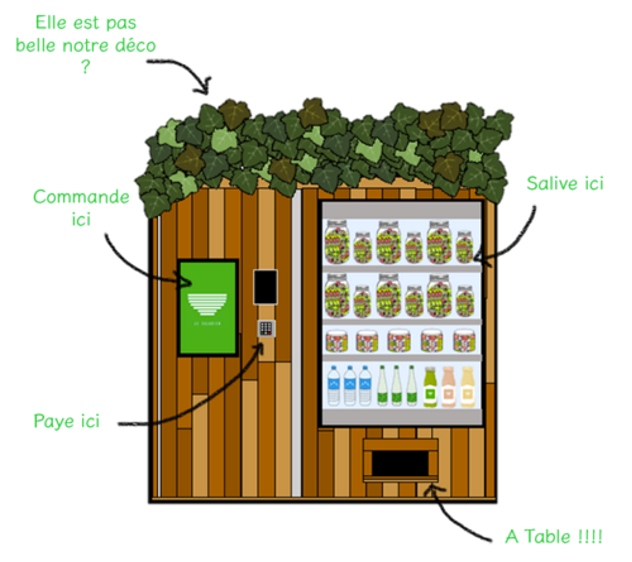 Elle est pas
belle notre déco
?
Commande
ici
Salive ici
Paye ici
A Table !!!!